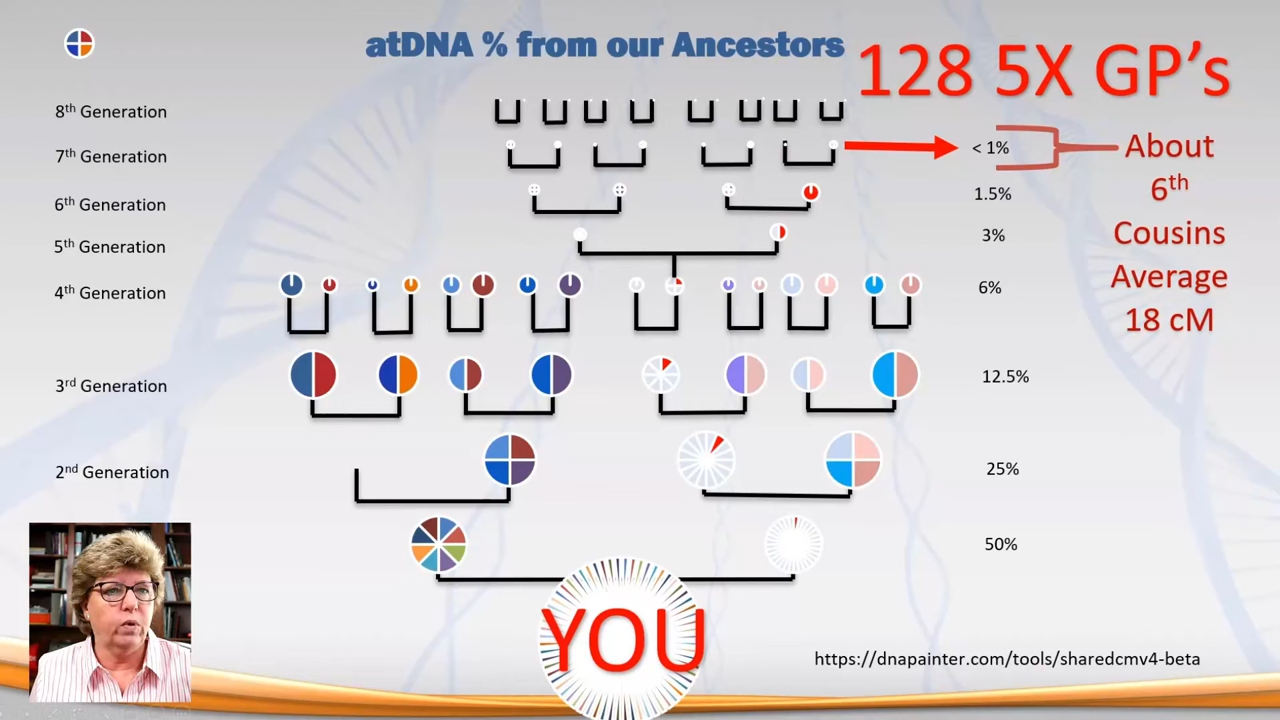 atDNA % from our Ancestors
128 5X GP’s
8th Generation
7th Generation
< 1%
About
6th
Cousins
Average
18 cM
6th Generation
1.5%
5th Generation
3%
4th Generation
6%
3rd Generation
12.5%
2nd Generation
25%
50%
YOU
https://dnapainter.com/tools/sharedcmv4-beta